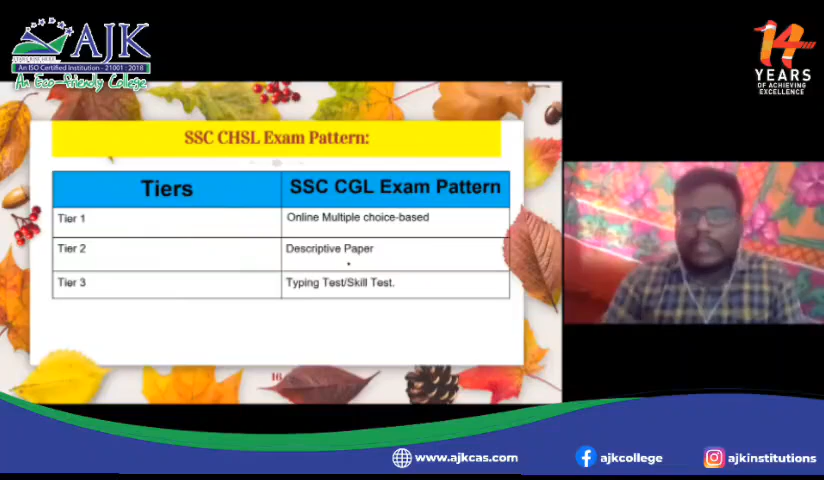 AJK
An ISO Certified Institution - 21001 : 2018
An Eco-friendly College
14
YEARS
OF ACHIEVING
EXCELLENCE
SSC CHSL Exam Pattern:
Tiers
SSC CGL Exam Pattern
Tier 1
Online Multiple choice-based
Tier 2
Descriptive Paper
Tier 3
Typing Test/Skill Test.
16
www.ajkcas.com
ajkcollege
ajkinstitutions